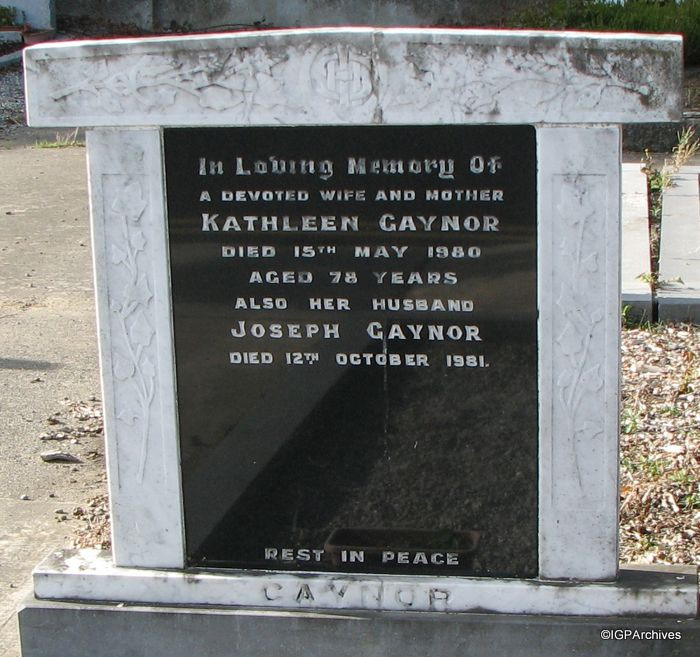 IHS
In Loving Memory Of
A DEVOTED WIFE AND MOTHER
KATHLEEN GAYNOR
DIED 15TH MAY 1980
AGED 78 YEARS
ALSO HER HUSBAND
JOSEPH GAYNOR
DIED 12TH OCTOBER 1981.
REST IN PEACE
GAYNOR
©IGPArchives